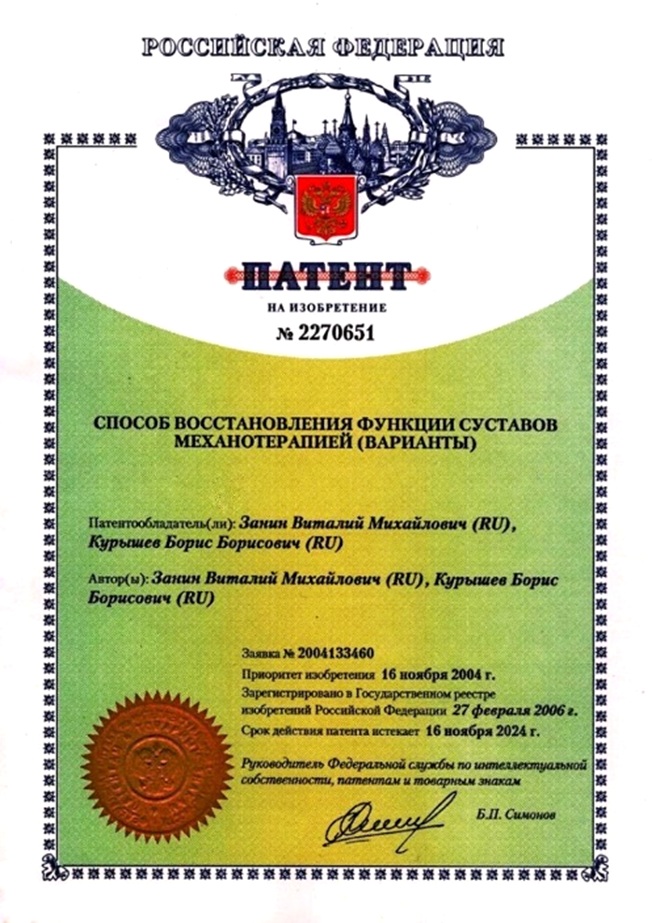 РОССИЙСКАЯ ФЕДЕРАЦИЯ
ПАТЕНТ
НА ИЗОБРЕТЕНИЕ
№ 2270651
СПОСОБ ВОССТАНОВЛЕНИЯ ФУНКЦИИ СУСТАВОВ
МЕХАНОТЕРАПИЕЙ (ВАРИАНТЫ)
Патентообладатель(ли): Занин Виталий Михайлович (RU),
Курышев Борис Борисович (RU)
Автор(ы): Занин Виталий Михайлович (RU), Курышев Борис
Борисович (RU)
Заявка № 2004133460
Приоритет изобретения 16 ноября 2004 г.
Зарегистрировано в Государственном реестре
изобретений Российской Федерации 27 февраля 2006 г.
Срок действия патента истекает 16 ноября 2024 г.
Руководитель Федеральной службы по интеллектуальной
собственности, патентам и товарным знакам
Б.П. Симонов